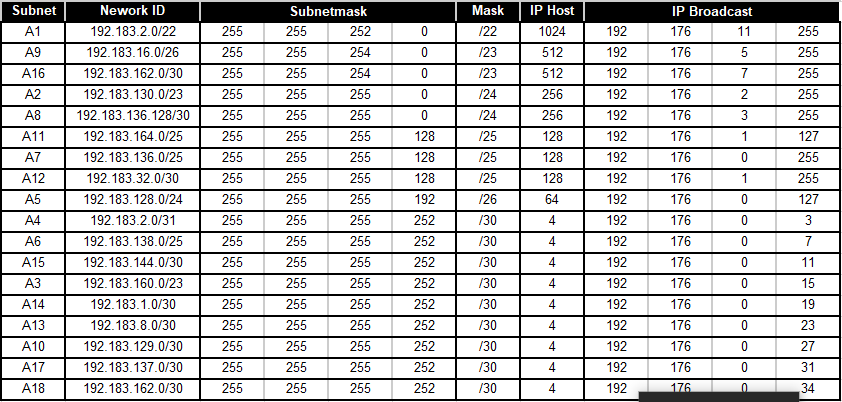 Subnet Nework ID Subnetmask Mask IP Host IP Broadcast
A1 192.183.2.0/22 255 255 252 0 /22 1024 192 176 11 255
A9 192.183.16.0/26 255 255 254 0 /23 512 192 176 5 255
A16 192.183.162.0/30 255 255 254 0 /23 512 192 176 7 255
A2 192.183.130.0/23 255 255 255 0 /24 256 192 176 2 255
A8 192.183.136.128/30 255 255 255 0 /24 256 192 176 3 255
A11 192.183.164.0/25 255 255 255 128 /25 128 192 176 1 127
A7 192.183.136.0/25 255 255 255 128 /25 128 192 176 0 255
A12 192.183.32.0/30 255 255 255 128 /25 128 192 176 1 255
A5 192.183.128.0/24 255 255 255 192 /26 64 192 176 0 127
A4 192.183.2.0/31 255 255 255 252 /30 4 192 176 0 3
A6 192.183.138.0/25 255 255 255 252 /30 4 192 176 0 7
A15 192.183.144.0/30 255 255 255 252 /30 4 192 176 0 11
A3 192.183.160.0/23 255 255 255 252 /30 4 192 176 0 15
A14 192.183.1.0/30 255 255 255 252 /30 4 192 176 0 19
A13 192.183.8.0/30 255 255 255 252 /30 4 192 176 0 23
A10 192.183.129.0/30 255 255 255 252 /30 4 192 176 0 27
A17 192.183.137.0/30 255 255 255 252 /30 4 192 176 0 31
A18 192.183.162.0/30 255 255 255 252 /30 4 192 176 0 34